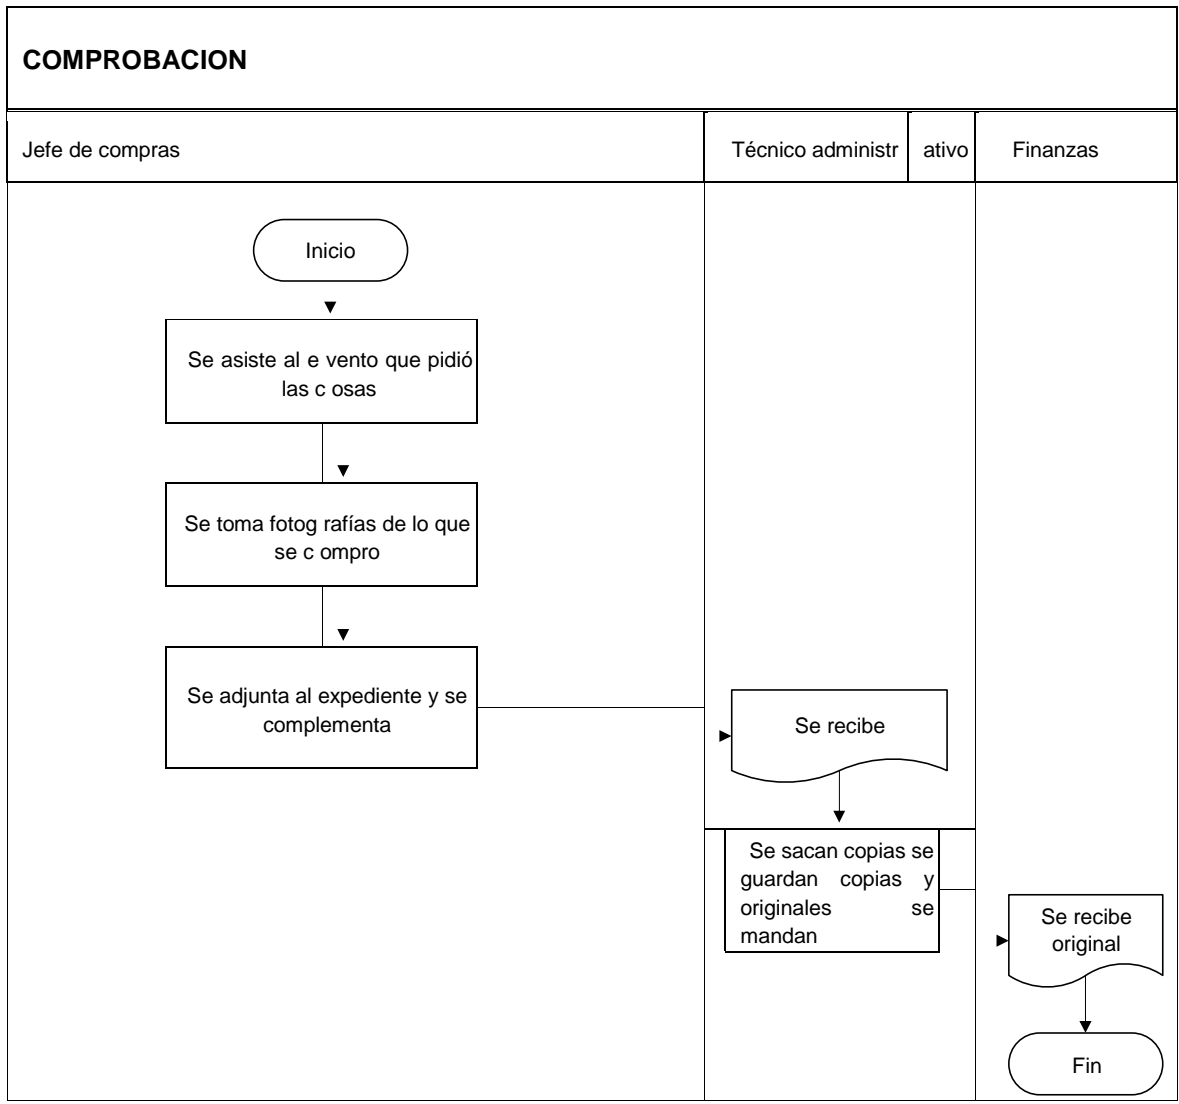 COMPROBACION
Jefe de compras
Técnico administr ativo
Finanzas
Inicio
Se asiste al e vento que pidió
las c osas
Se toma fotog rafías de lo que
se c ompro
Se adjunta al expediente y se
complementa
Se recibe
Se sacan copias se
guardan copias y
originales se
mandan
Se recibe
original
Fin